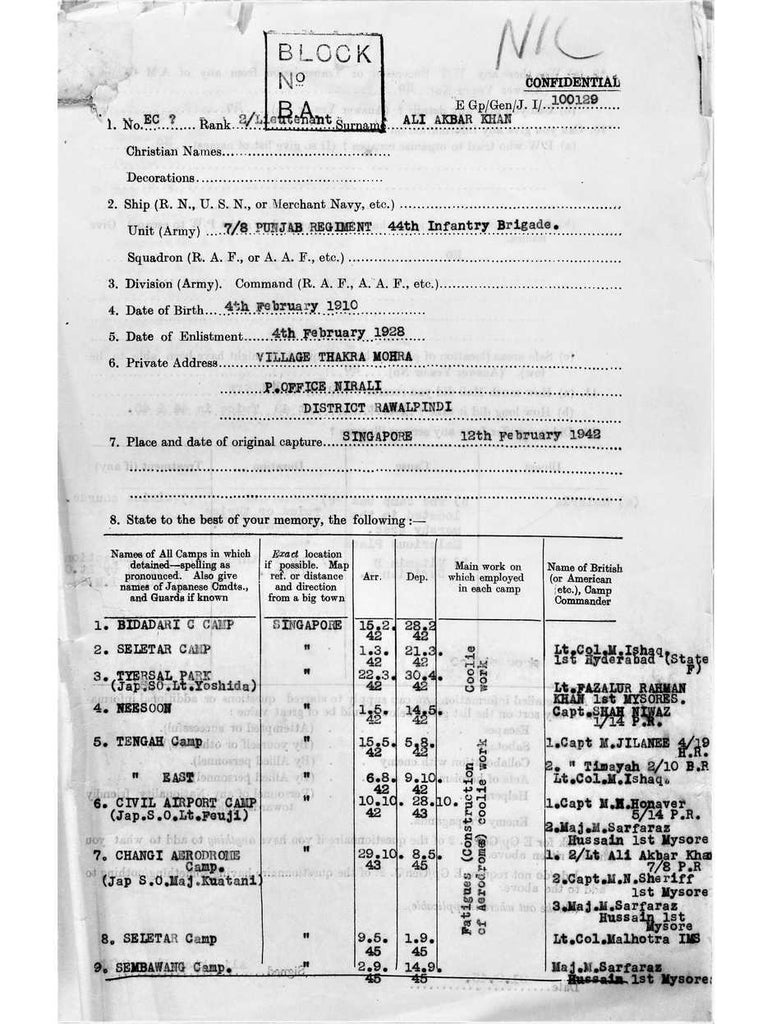 BLOCK
Nº
BA
NIL
CONFIDENTIAL
E Gp/Gen/J. I/..100129
1. No. EC ? Rank 2/Lieutenant Surname ALI AKBAR KHAN
Christian Names
Decorations
2. Ship (R. N., U. S. N., or Merchant Navy, etc.)
Unit (Army) 7/8 PUNJAB REGIMENT 44th Infantry Brigade.
Squadron (R. A. F., or A. A. F., etc.)
3. Division (Army). Command (R. A. F., A. A. F., etc.)
4. Date of Birth 4th February 1910
5. Date of Enlistment 4th February 1928
6. Private Address VILLAGE THAKRA MOHRA
P.OFFICE NIRALI
DISTRICT RAWALPINDI
7. Place and date of original capture SINGAPORE 12th February 1942
8. State to the best of your memory, the following :—
Names of All Camps in which detained—spelling as pronounced. Also give names of Japanese Cmdts., and Guards if known
Exact location if possible. Map ref. or distance and direction from a big town
Arr.
Dep.
Main work on which employed in each camp
Name of British (or American etc.), Camp Commander
1. BIDADARI C CAMP SINGAPORE 15.2. 42 28.2 42
2. SELETAR CAMP " 1.3. 42 21.3. 42 Lt.Col.M.Ishaq. 1st Hyderabad (State F)
3. TYERSAL PARK (Jap.SO.Lt.Yoshida) " 22.3 42 30.4. 42 Lt.FAZALUR RAHMAN KHAN 1st MYSORES.
4. NEESOON " 1.5. 42 14.5. 42 Capt.SHAH NIWAZ 1/14 P.R.
Coolie work.
5. TENGAH Camp " 15.5. 42 5.8. 42 1.Capt M.JILANEE 4/19 H.R.
2. " Timayah 2/10 B.R
" EAST " 6.8. 42 9.10. 42 Lt.Col.M.Ishaq.
6. CIVIL AIRPORT CAMP (Jap.S.O.Lt.Feuji) " 10.10. 42 28.10. 43 1.Capt M.M.Honaver 5/14 P.R.
2.Maj.M.Sarfaraz Hussain 1st Mysore
7. CHANGI AERODROME Camp. (Jap S.O.Maj.Kuatani) " 29.10. 43 8.5. 45 1. 2/Lt Ali Akbar Khan 7/8 P.R
2.Capt.M.N.Sheriff 1st Mysore
3.Maj.M.Sarfaraz Hussain 1st Mysore
Fatigues (Construction of Aerodroms) coolie work
8. SELETAR Camp " 9.5. 45 1.9. 45 Lt.Col.Malhotra IMS
9. SEMBAWANG Camp. " 2.9. 45 14.9. 45 Maj.M.Sarfaraz Hussain 1st Mysore